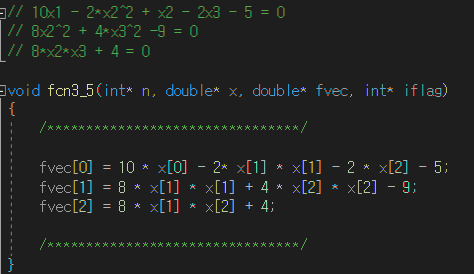 // 10x1 - 2*x2^2 + x2 - 2x3 - 5 = 0
// 8x2^2 + 4*x3^2 -9 = 0
// 8*x2*x3 + 4 = 0
void fcn3_5(int* n, double* x, double* fvec, int* iflag)
{
/*******************************/
fvec[0] = 10 * x[0] - 2* x[1] * x[1] - 2 * x[2] - 5;
fvec[1] = 8 * x[1] * x[1] + 4 * x[2] * x[2] - 9;
fvec[2] = 8 * x[1] * x[2] + 4;
/*******************************/
}